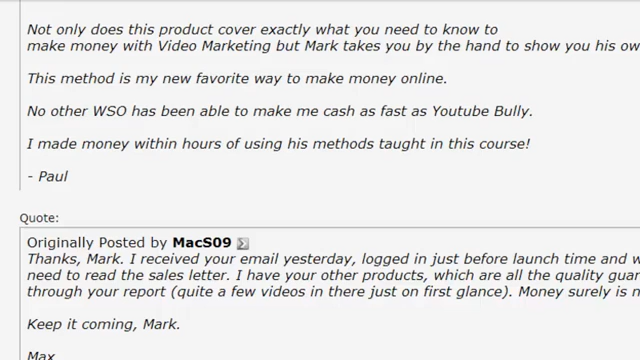 Not only does this product cover exactly what you need to know to
make money with Video Marketing but Mark takes you by the hand to show you his
This method is my new favorite way to make money online.
No other WSO has been able to make me cash as fast as Youtube Bully.
I made money within hours of using his methods taught in this course!
- Paul
Quote:
Originally Posted by MacS09
Thanks, Mark. I received your email yesterday, logged in just before launch time and
need to read the sales letter. I have your other products, which are all the quality
through your report (quite a few videos in there just on first glance). Money surely is
Keep it coming, Mark.
Max